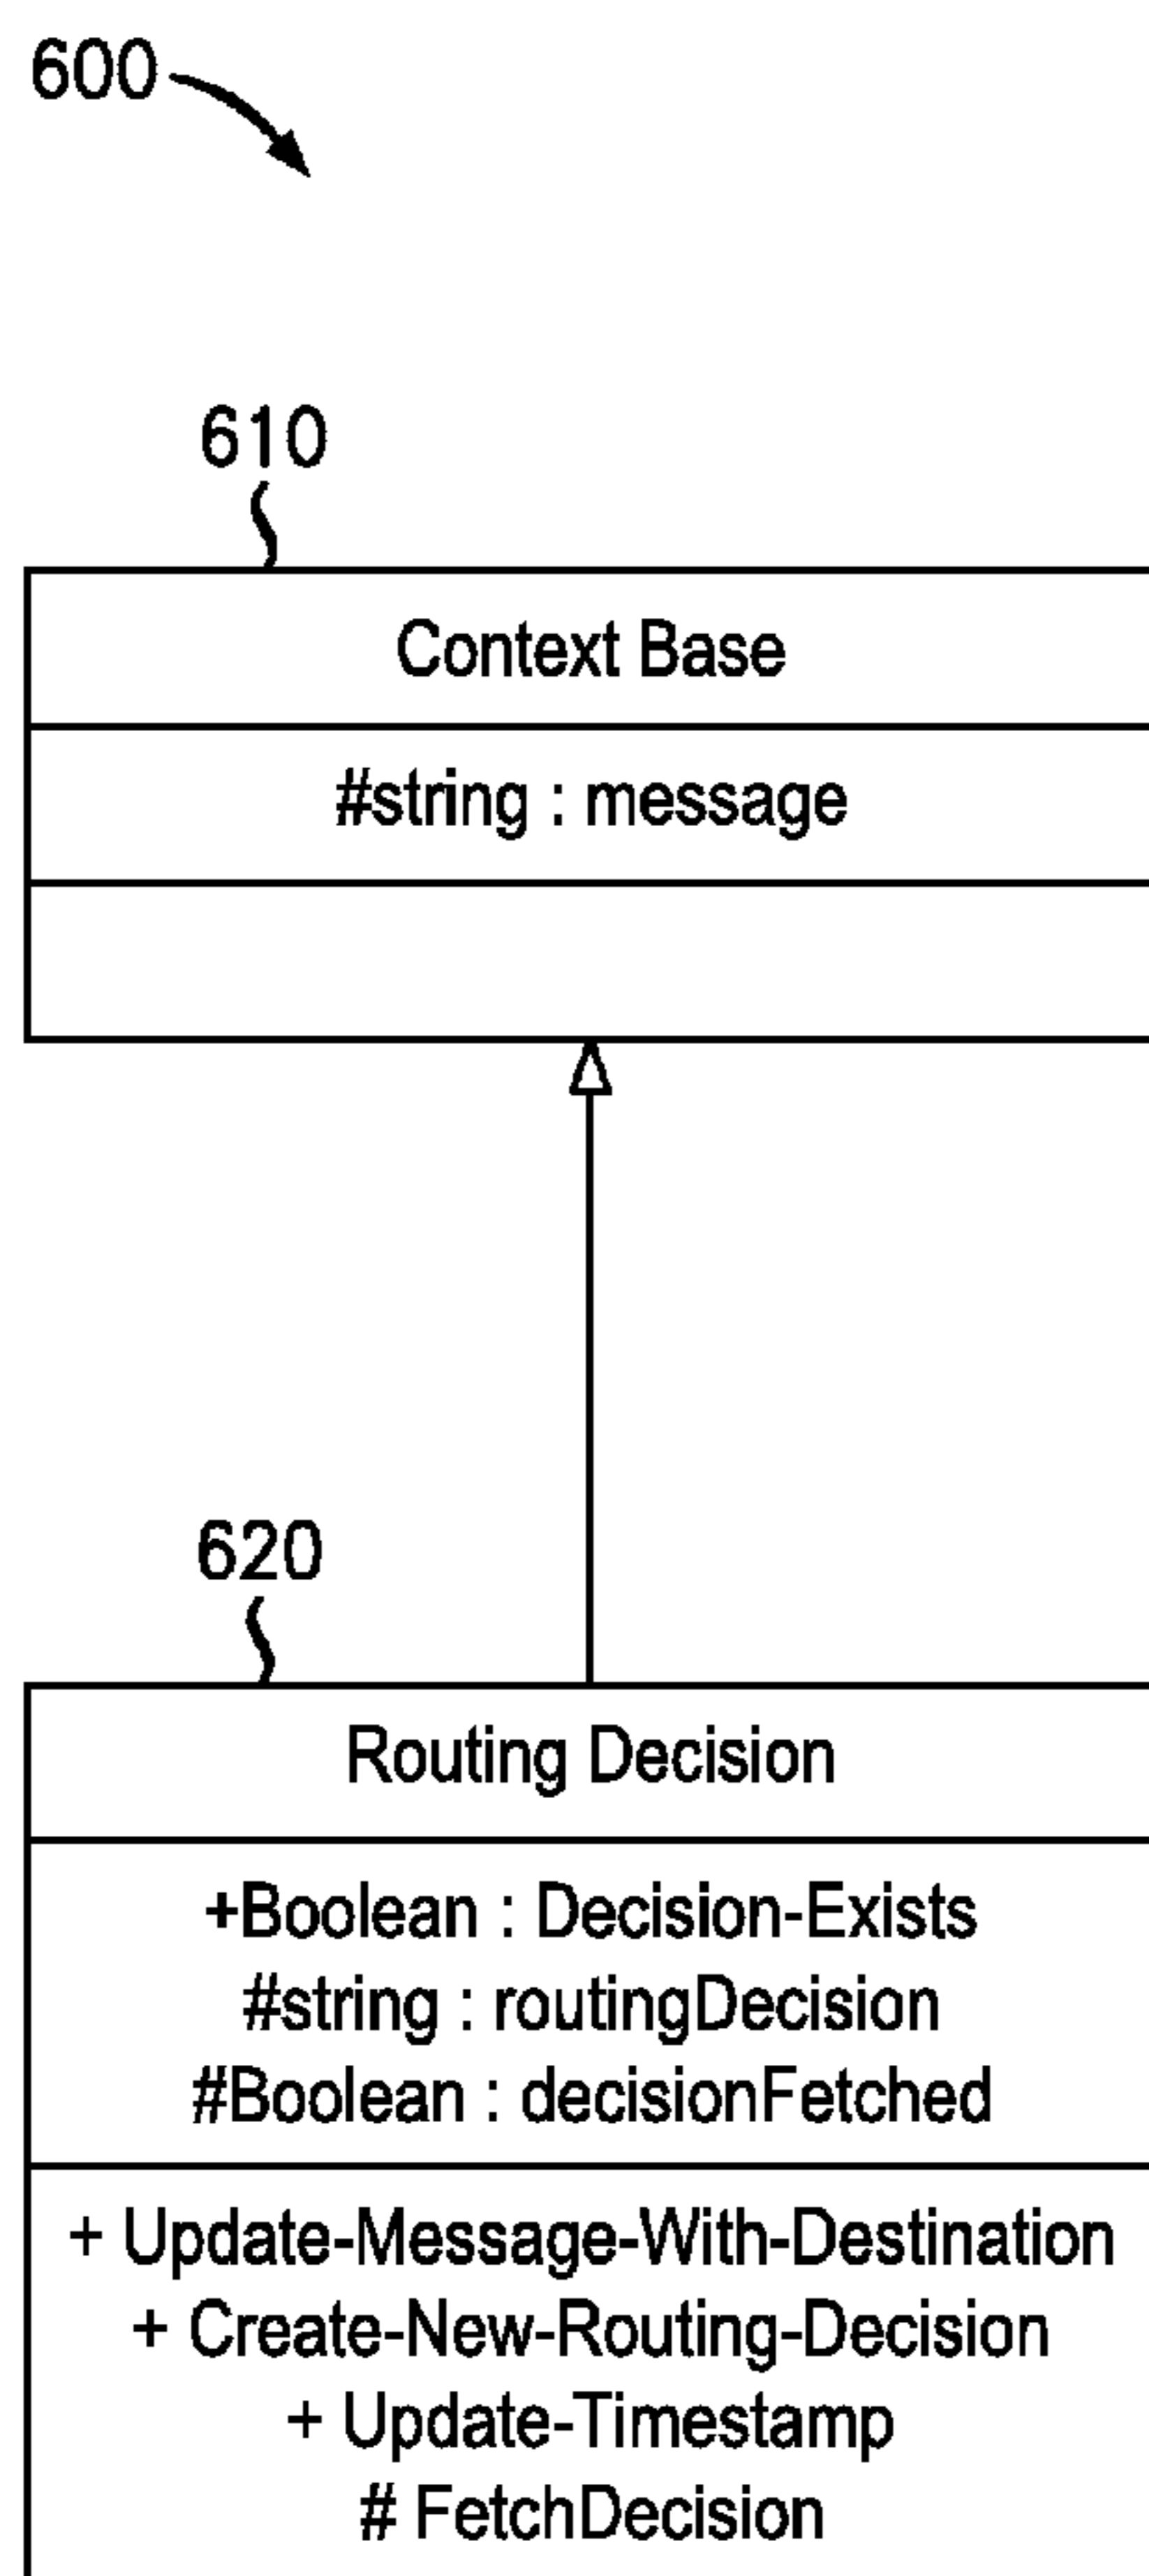 600
610
Context Base
#string : message
620
Routing Decision
+Boolean : Decision-Exists
#string : routingDecision
#Boolean : decisionFetched
+ Update-Message-With-Destination
+ Create-New-Routing-Decision
+ Update-Timestamp
# FetchDecision